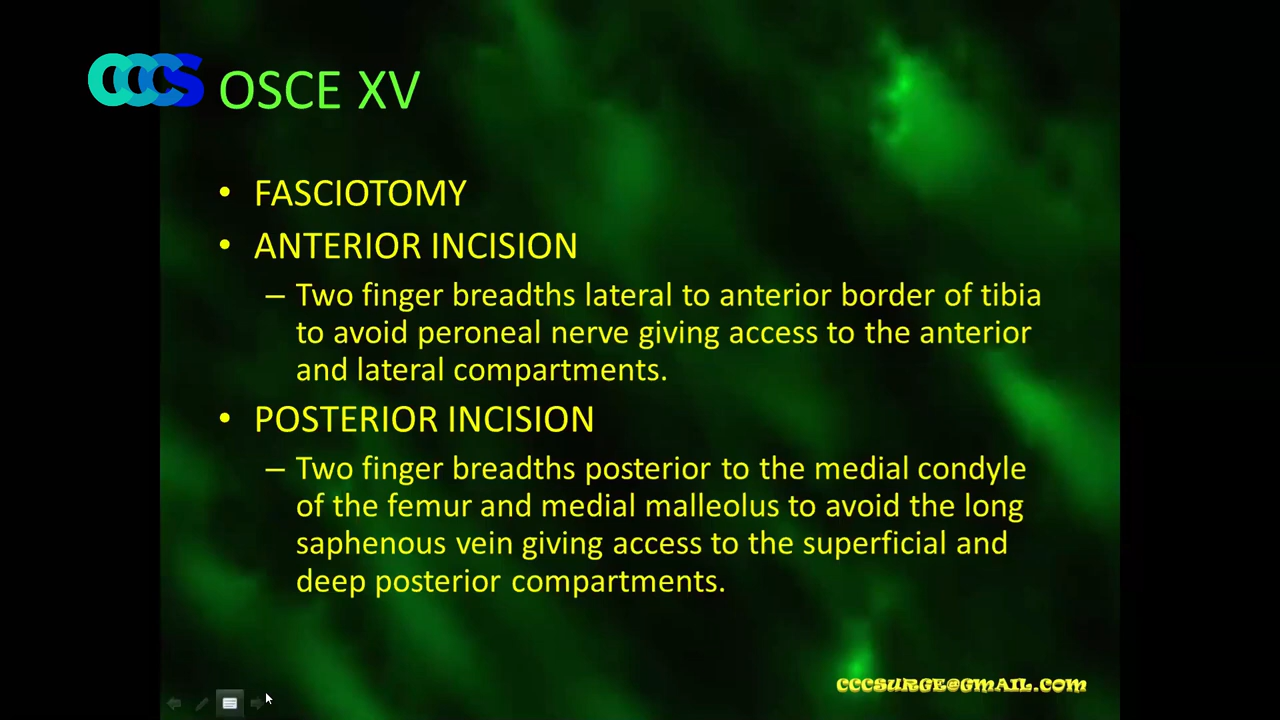 CCCS OSCE XV
• FASCIOTOMY
• ANTERIOR INCISION
– Two finger breadths lateral to anterior border of tibia
to avoid peroneal nerve giving access to the anterior
and lateral compartments.
• POSTERIOR INCISION
– Two finger breadths posterior to the medial condyle
of the femur and medial malleolus to avoid the long
saphenous vein giving access to the superficial and
deep posterior compartments.
CCCSURGE@GMAIL.COM